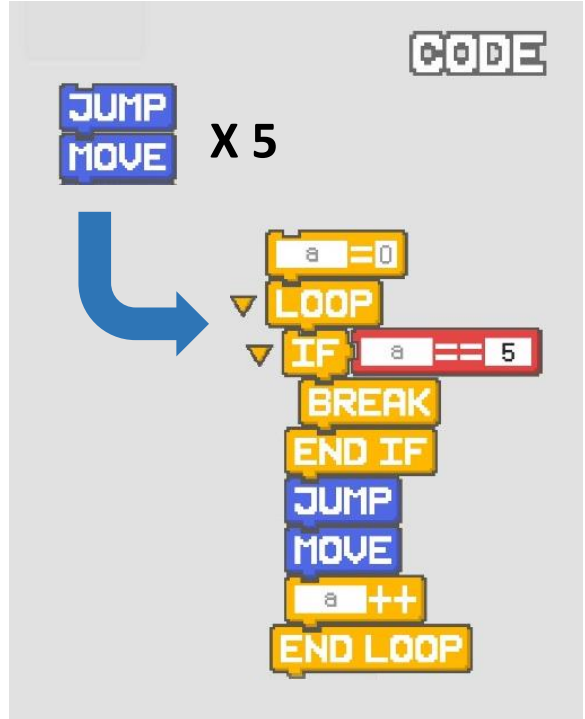 CODE
JUMP
MOVE
X 5
a =0
LOOP
IF a == 5
BREAK
END IF
JUMP
MOVE
a ++
END LOOP